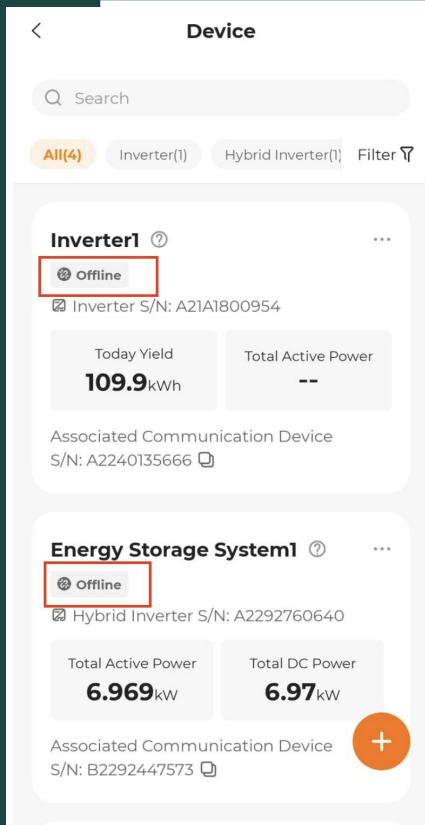 Device
Search
All(4) Inverter(1) Hybrid Inverter(1) Filter
Inverter1
Offline
Inverter S/N: A21A1800954
Today Yield Total Active Power
109.9kWh --
Associated Communication Device
S/N: A2240135666
Energy Storage System1
Offline
Hybrid Inverter S/N: A2292760640
Total Active Power Total DC Power
6.969kW 6.97kW
Associated Communication Device
S/N: B2292447573